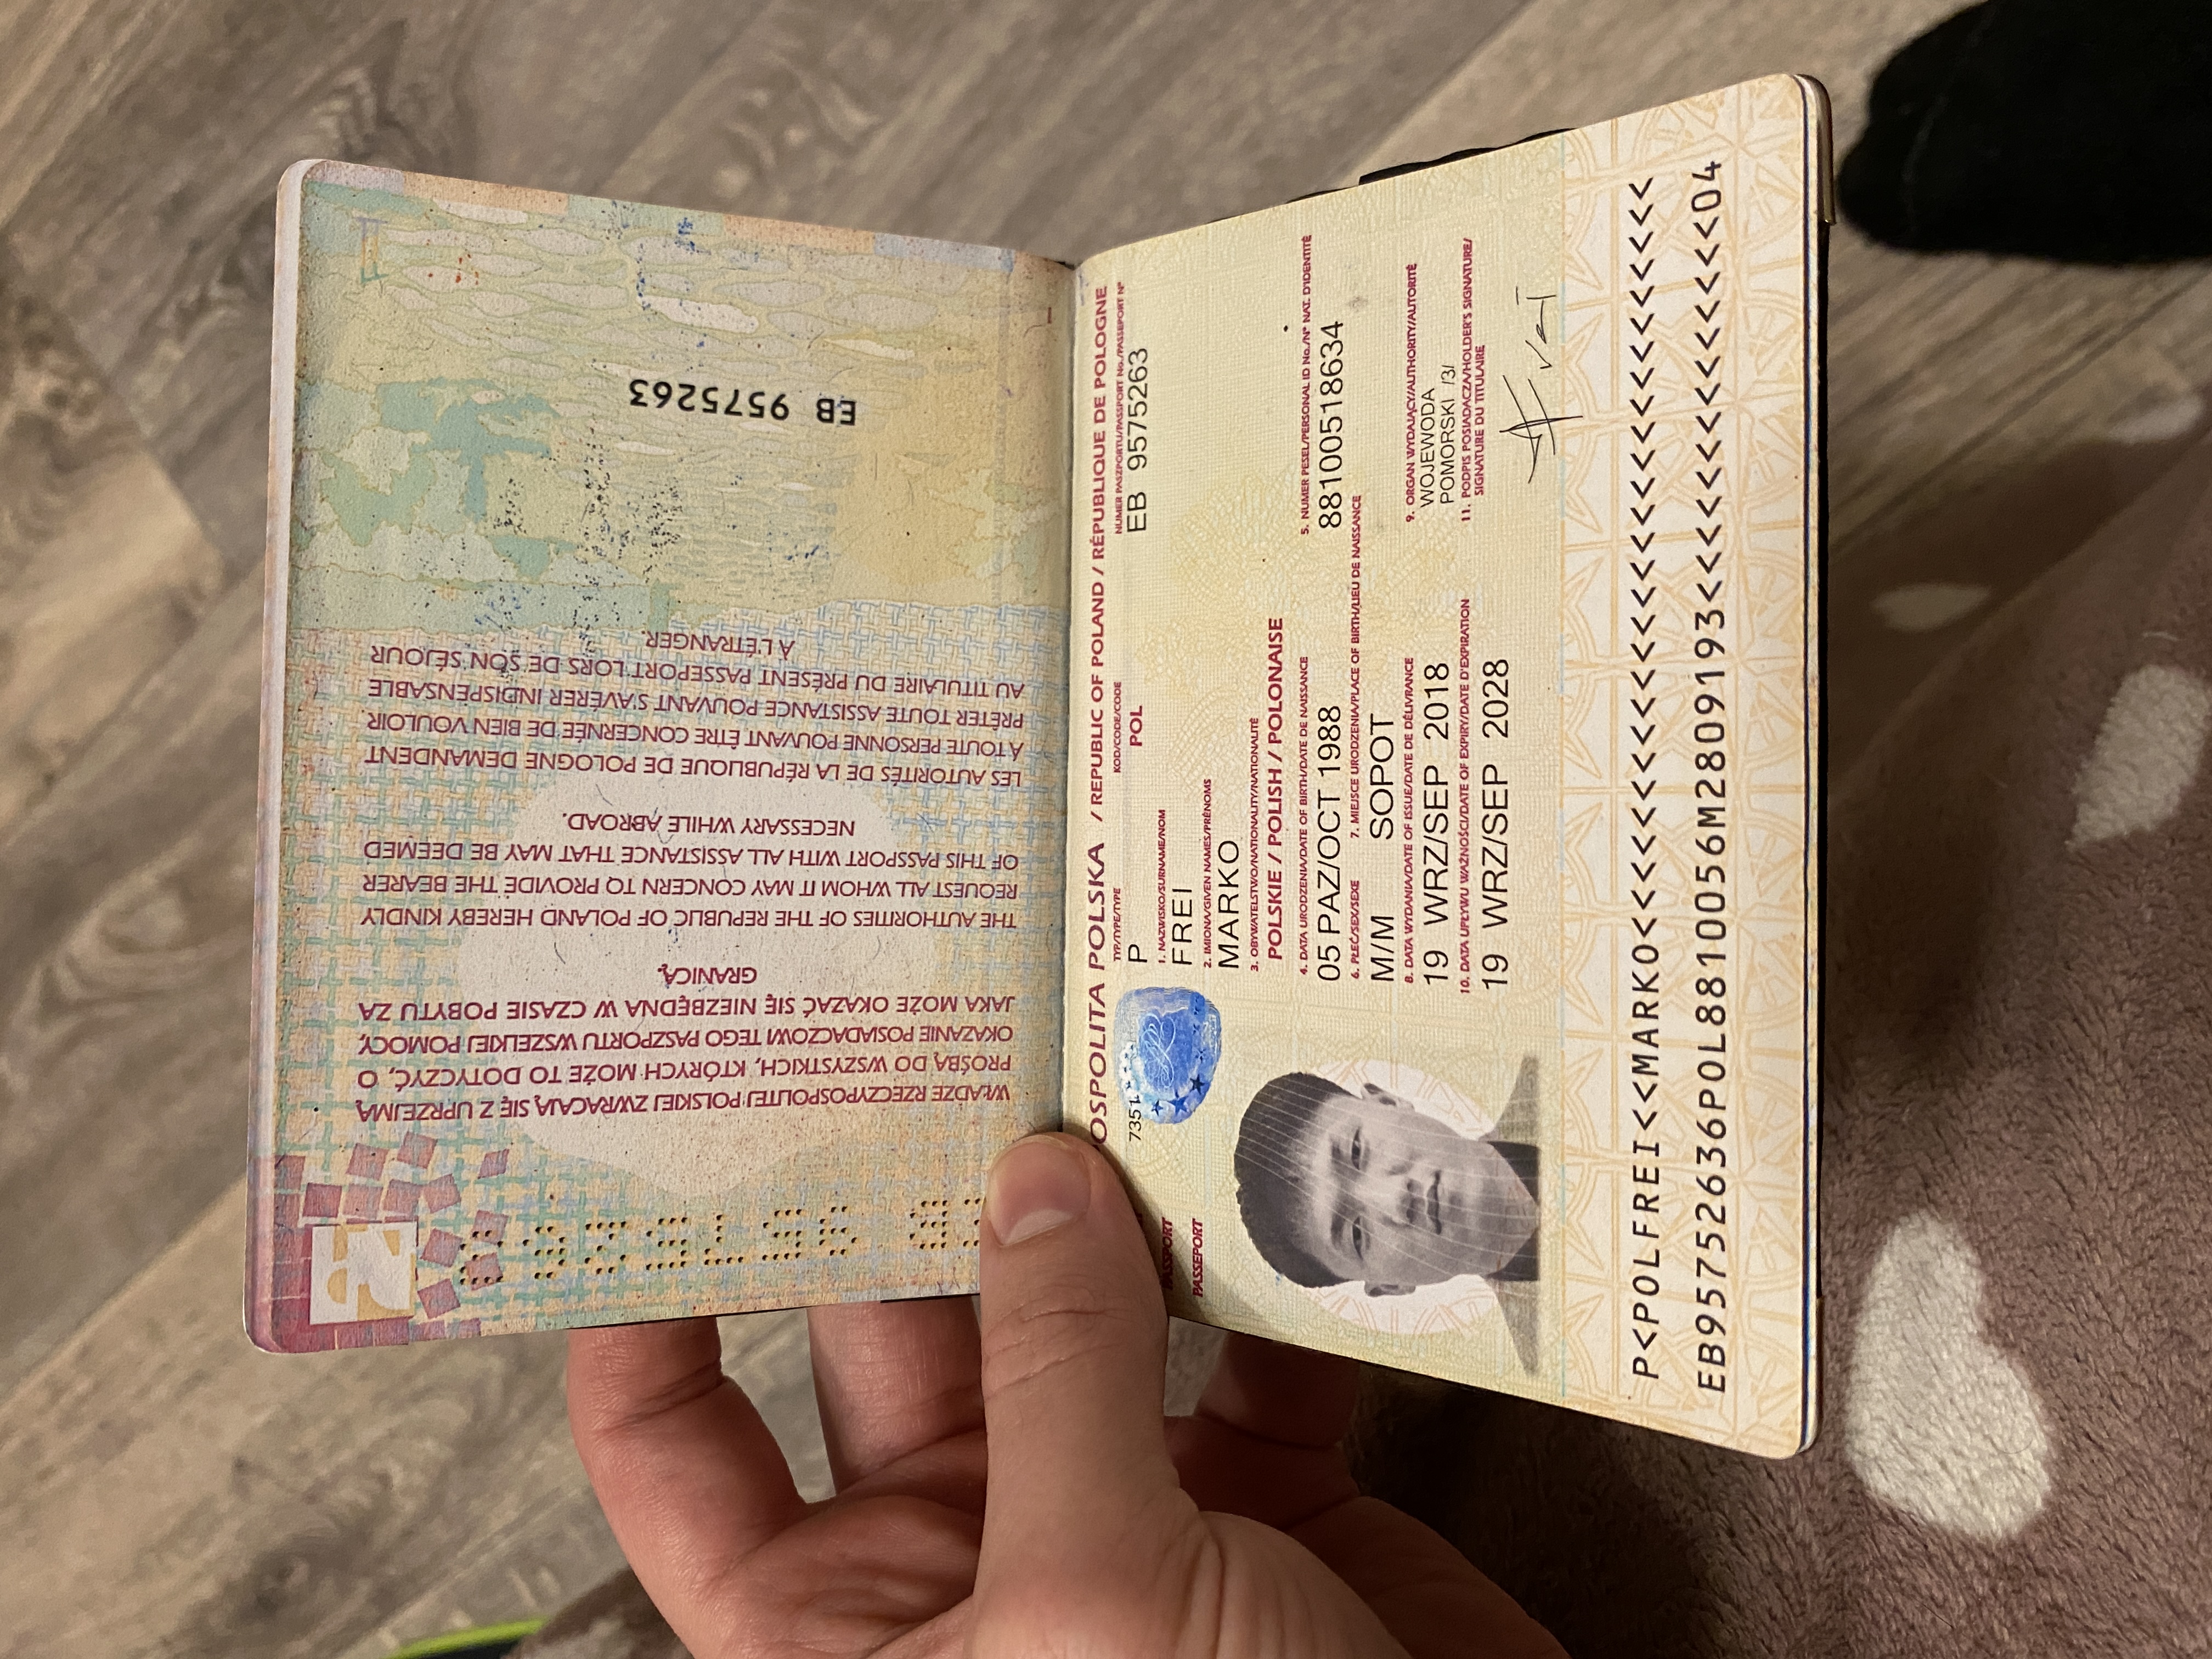 WŁADZE RZECZYPOSPOLITEJ POLSKIEJ ZWRACAJĄ SIĘ Z UPRZEJMĄ
PROŚBĄ DO WSZYSTKICH, KTÓRYCH MOŻE TO DOTYCZYĆ, O
OKAZANIE POSIADACZOWI TEGO PASZPORTU WSZELKIEJ POMOCY,
JAKA MOŻE OKAZAĆ SIĘ NIEZBĘDNA W CZASIE POBYTU ZA
GRANICĄ.
THE AUTHORITIES OF THE REPUBLIC OF POLAND HEREBY KINDLY
REQUEST ALL WHOM IT MAY CONCERN TO PROVIDE THE BEARER
OF THIS PASSPORT WITH ALL ASSISTANCE THAT MAY BE DEEMED
NECESSARY WHILE ABROAD.
LES AUTORITÉS DE LA RÉPUBLIQUE DE POLOGNE DEMANDENT
À TOUTE PERSONNE POUVANT ÊTRE CONCERNÉE DE BIEN VOULOIR
PRÊTER TOUTE ASSISTANCE POUVANT S'AVÉRER INDISPENSABLE
AU TITULAIRE DU PRÉSENT PASSEPORT LORS DE SON SÉJOUR
À L'ÉTRANGER.
EB 9575263
OSPOLITA POLSKA / REPUBLIC OF POLAND / RÉPUBLIQUE DE POLOGNE
TYP/TYPE/TYPE KOD/CODE/CODE NUMER PASZPORTU/PASSPORT No./PASSEPORT N°
7351 P POL EB 9575263
PASSPORT
PASSEPORT
1. NAZWISKO/SURNAME/NOM
FREI
2. IMIONA/GIVEN NAMES/PRÉNOMS
MARKO
3. OBYWATELSTWO/NATIONALITY/NATIONALITÉ
POLSKIE / POLISH / POLONAISE
4. DATA URODZENIA/DATE OF BIRTH/DATE DE NAISSANCE 5. NUMER PESEL/PERSONAL ID No./N° NAT. D'IDENTITÉ
05 PAZ/OCT 1988 88100518634
6. PŁEĆ/SEX/SEXE 7. MIEJSCE URODZENIA/PLACE OF BIRTH/LIEU DE NAISSANCE
M/M SOPOT
8. DATA WYDANIA/DATE OF ISSUE/DATE DE DÉLIVRANCE 9. ORGAN WYDAJĄCY/AUTHORITY/AUTORITÉ
19 WRZ/SEP 2018 WOJEWODA
POMORSKI /3/
10. DATA UPŁYWU WAŻNOŚCI/DATE OF EXPIRY/DATE D'EXPIRATION 11. PODPIS POSIADACZA/HOLDER'S SIGNATURE/
SIGNATURE DU TITULAIRE
19 WRZ/SEP 2028
Frei
P<POLFREI<<MARKO<<<<<<<<<<<<<<<<<<<<<<<<<<<<
EB95752636POL8810056M2809193<<<<<<<<<<<<<<04